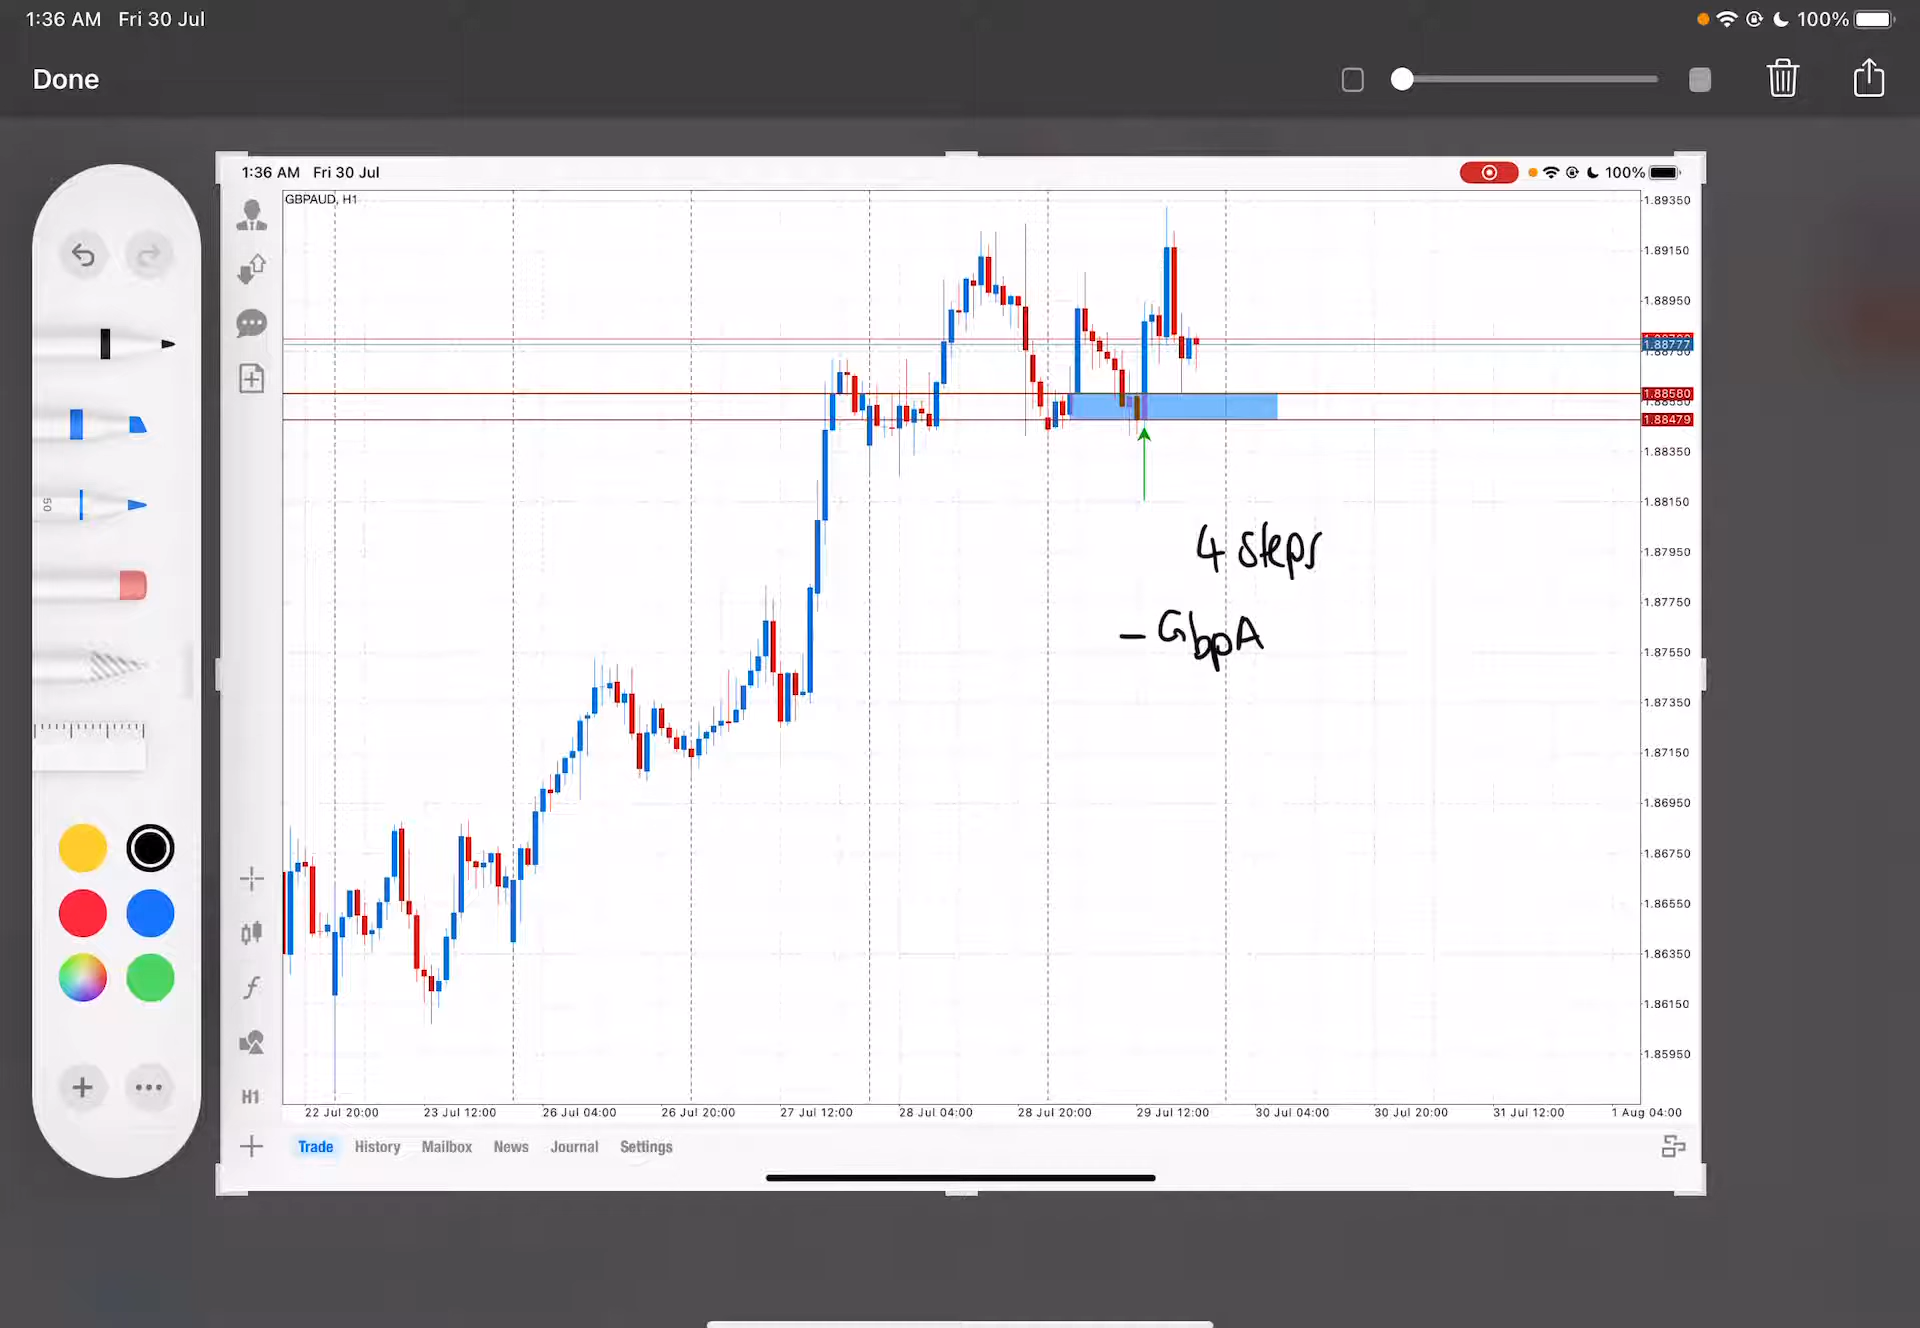 1:36 AM Fri 30 Jul
100%
Done
1:36 AM Fri 30 Jul
100%
GBPAUD, H1
1.89350
1.89150
1.88950
1.88777
1.88580
1.88479
1.88350
1.88150
1.87950
1.87750
1.87550
1.87350
1.87150
1.86950
1.86750
1.86550
1.86350
1.86150
1.85950
50
4 steps
- GbpA
H1
22 Jul 20:00
23 Jul 12:00
26 Jul 04:00
26 Jul 20:00
27 Jul 12:00
28 Jul 04:00
28 Jul 20:00
29 Jul 12:00
30 Jul 04:00
30 Jul 20:00
31 Jul 12:00
1 Aug 04:00
Trade
History
Mailbox
News
Journal
Settings